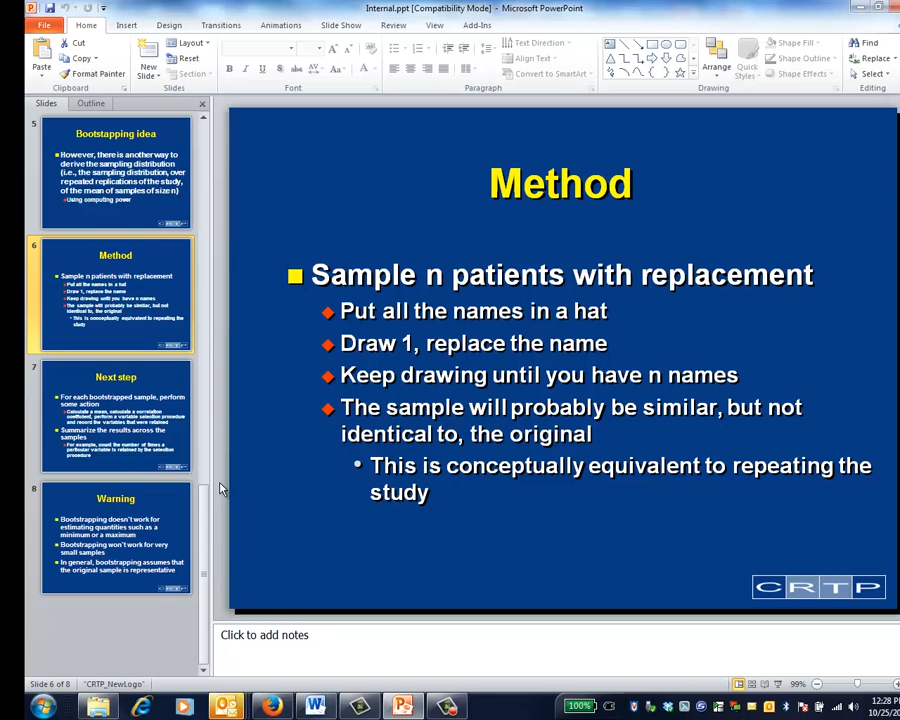 Internal.ppt [Compatibility Mode] - Microsoft PowerPoint
File Home Insert Design Transitions Animations Slide Show Review View Add-Ins
Cut
Copy
Format Painter
Paste
Clipboard
New
Slide
Layout
Reset
Section
Slides
B I U S abc AV Aa A
Font
Paragraph
Text Direction
Align Text
Convert to SmartArt
Arrange
Quick
Styles
Shape Fill
Shape Outline
Shape Effects
Drawing
Find
Replace
Select
Editing
Slides Outline
5
Bootstapping idea
However, there is another way to
derive the sampling distribution
(i.e., the sampling distribution, over
repeated replications of the study,
of the mean of samples of size n)
Using computing power
6
Method
Sample n patients with replacement
Put all the names in a hat
Draw 1, replace the name
Keep drawing until you have n names
The sample will probably be similar, but not
identical to, the original
This is conceptually equivalent to repeating the
study
7
Next step
For each bootstrapped sample, perform
some action
Calculate a mean, calculate a correlation
coefficient, perform a variable selection procedure
and record the variables that were retained
Summarize the results across the
samples
For example, count the number of times a
particular variable is retained by the selection
procedure
8
Warning
Bootstrapping doesn't work for
estimating quantities such as a
minimum or a maximum
Bootstrapping won't work for very
small samples
In general, bootstrapping assumes that
the original sample is representative
Method
Sample n patients with replacement
Put all the names in a hat
Draw 1, replace the name
Keep drawing until you have n names
The sample will probably be similar, but not
identical to, the original
This is conceptually equivalent to repeating the
study
CRTP
Click to add notes
Slide 6 of 8 "CRTP_NewLogo" 99%
100%
12:28 PM